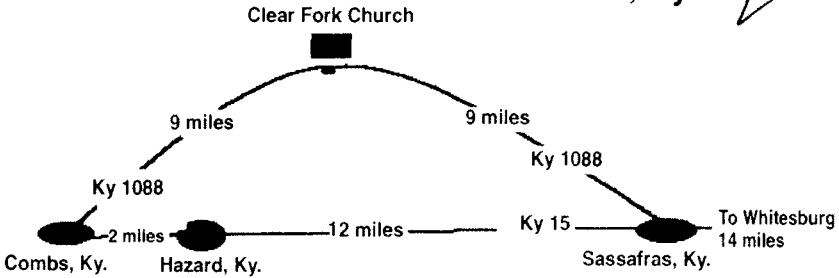 Clear Fork Church
9 miles
9 miles
Ky 1088
Ky 1088
2 miles
12 miles
Ky 15
To Whitesburg
14 miles
Combs, Ky.
Hazard, Ky.
Sassafras, Ky.